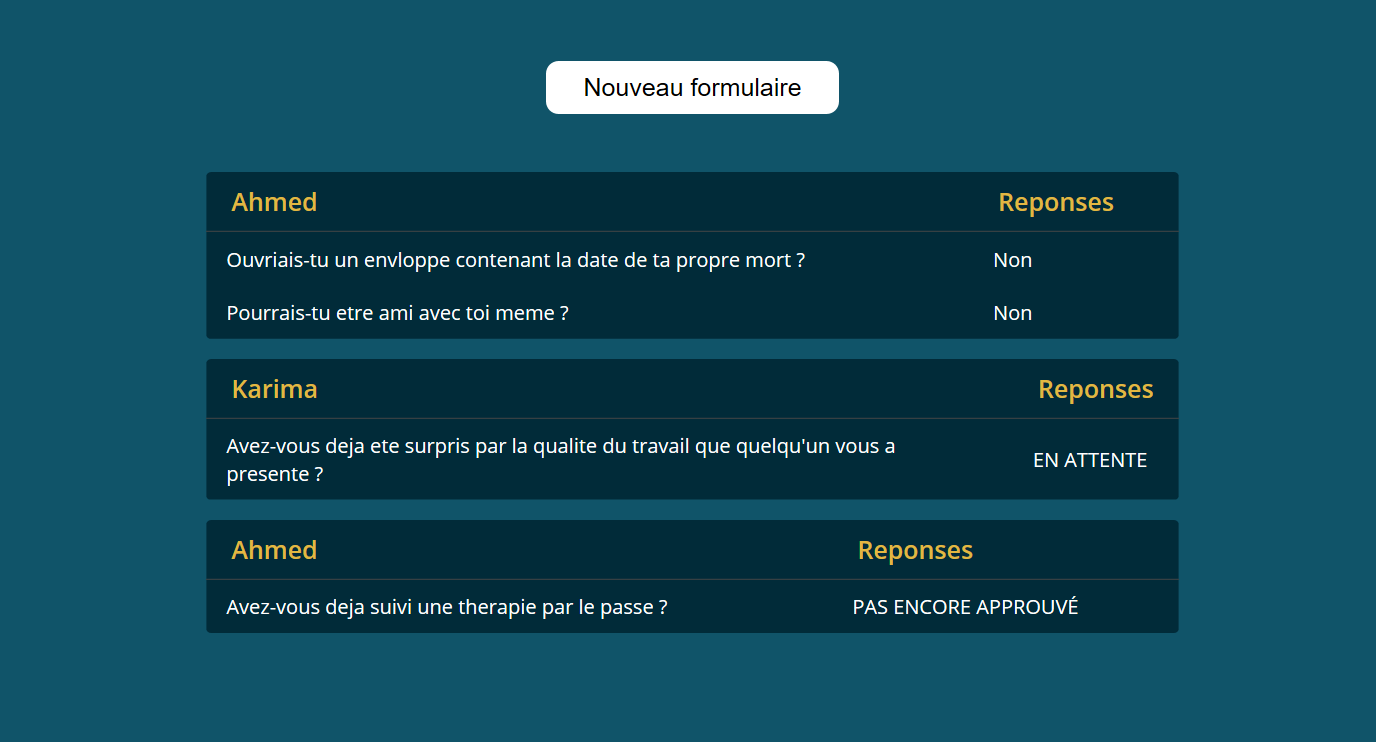 Nouveau formulaire
Ahmed Reponses
Ouvriais-tu un envloppe contenant la date de ta propre mort ? Non
Pourrais-tu etre ami avec toi meme ? Non
Karima Reponses
Avez-vous deja ete surpris par la qualite du travail que quelqu'un vous a
presente ?
EN ATTENTE
Ahmed Reponses
Avez-vous deja suivi une therapie par le passe ? PAS ENCORE APPROUVÉ